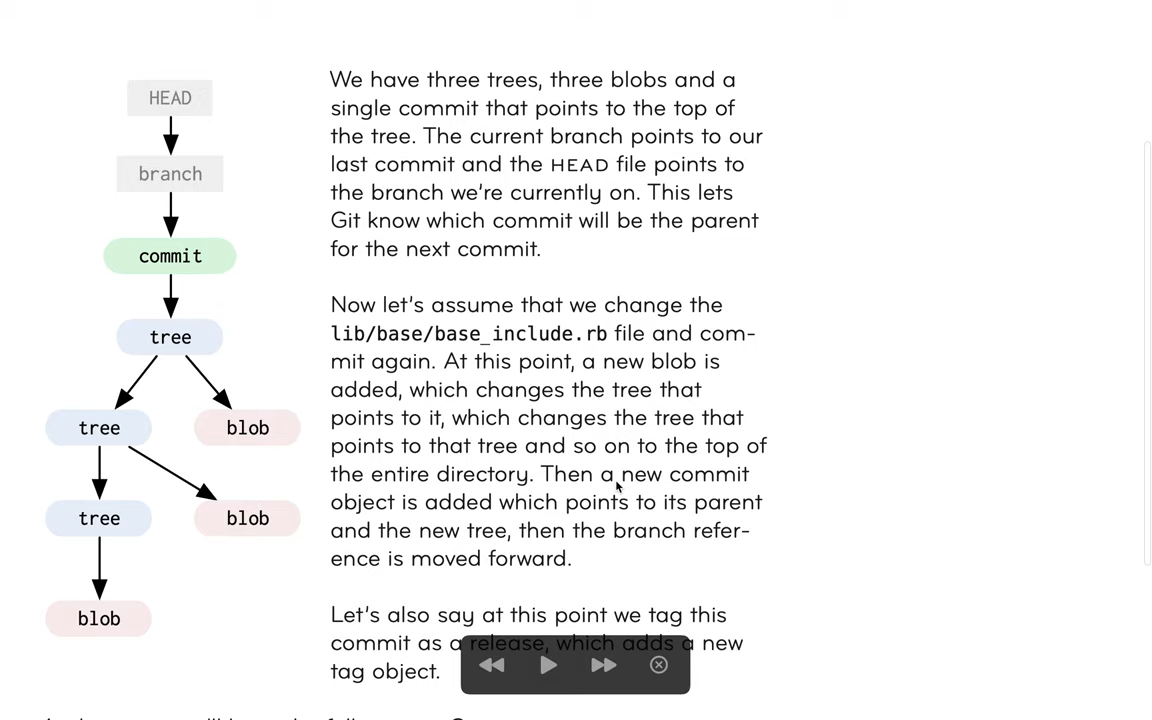 HEAD
branch
commit
tree
tree
blob
tree
blob
blob
We have three trees, three blobs and a
single commit that points to the top of
the tree. The current branch points to our
last commit and the HEAD file points to
the branch we're currently on. This lets
Git know which commit will be the parent
for the next commit.
Now let's assume that we change the
lib/base/base_include.rb file and com-
mit again. At this point, a new blob is
added, which changes the tree that
points to it, which changes the tree that
points to that tree and so on to the top of
the entire directory. Then a new commit
object is added which points to its parent
and the new tree, then the branch refer-
ence is moved forward.
Let's also say at this point we tag this
commit as a release, which adds a new
tag object.